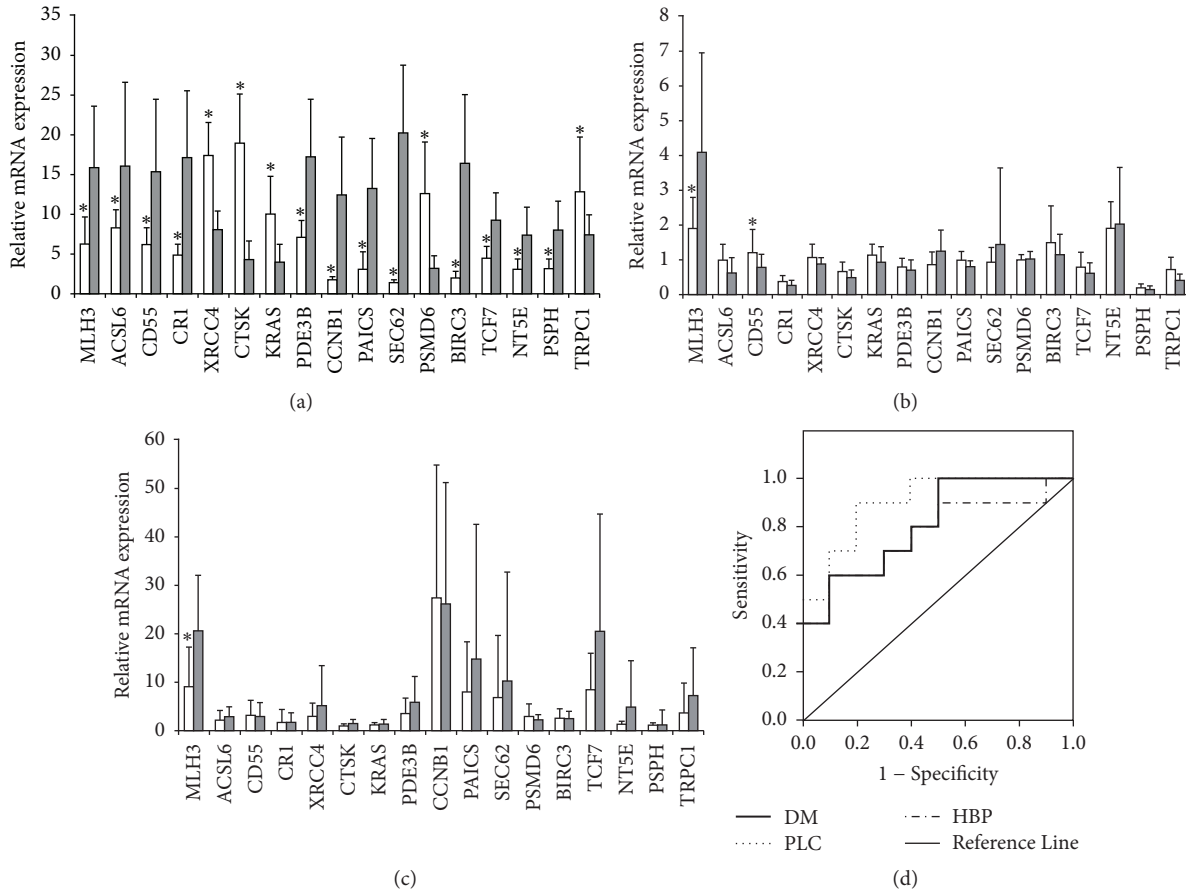 Relative mRNA expression
35
30
25
20
15
10
5
0
* * * * * * * * * * * * * * * * *
MLH3
ACSL6
CD55
CR1
XRCC4
CTSK
KRAS
PDE3B
CCNB1
PAICS
SEC62
PSMD6
BIRC3
TCF7
NT5E
PSPH
TRPC1
(a)
Relative mRNA expression
8
7
6
5
4
3
2
1
0
* *
MLH3
ACSL6
CD55
CR1
XRCC4
CTSK
KRAS
PDE3B
CCNB1
PAICS
SEC62
PSMD6
BIRC3
TCF7
NT5E
PSPH
TRPC1
(b)
Relative mRNA expression
60
50
40
30
20
10
0
*
MLH3
ACSL6
CD55
CR1
XRCC4
CTSK
KRAS
PDE3B
CCNB1
PAICS
SEC62
PSMD6
BIRC3
TCF7
NT5E
PSPH
TRPC1
(c)
Sensitivity
1.0
0.8
0.6
0.4
0.2
0.0
0.0 0.2 0.4 0.6 0.8 1.0
1 − Specificity
DM
PLC
HBP
Reference Line
(d)